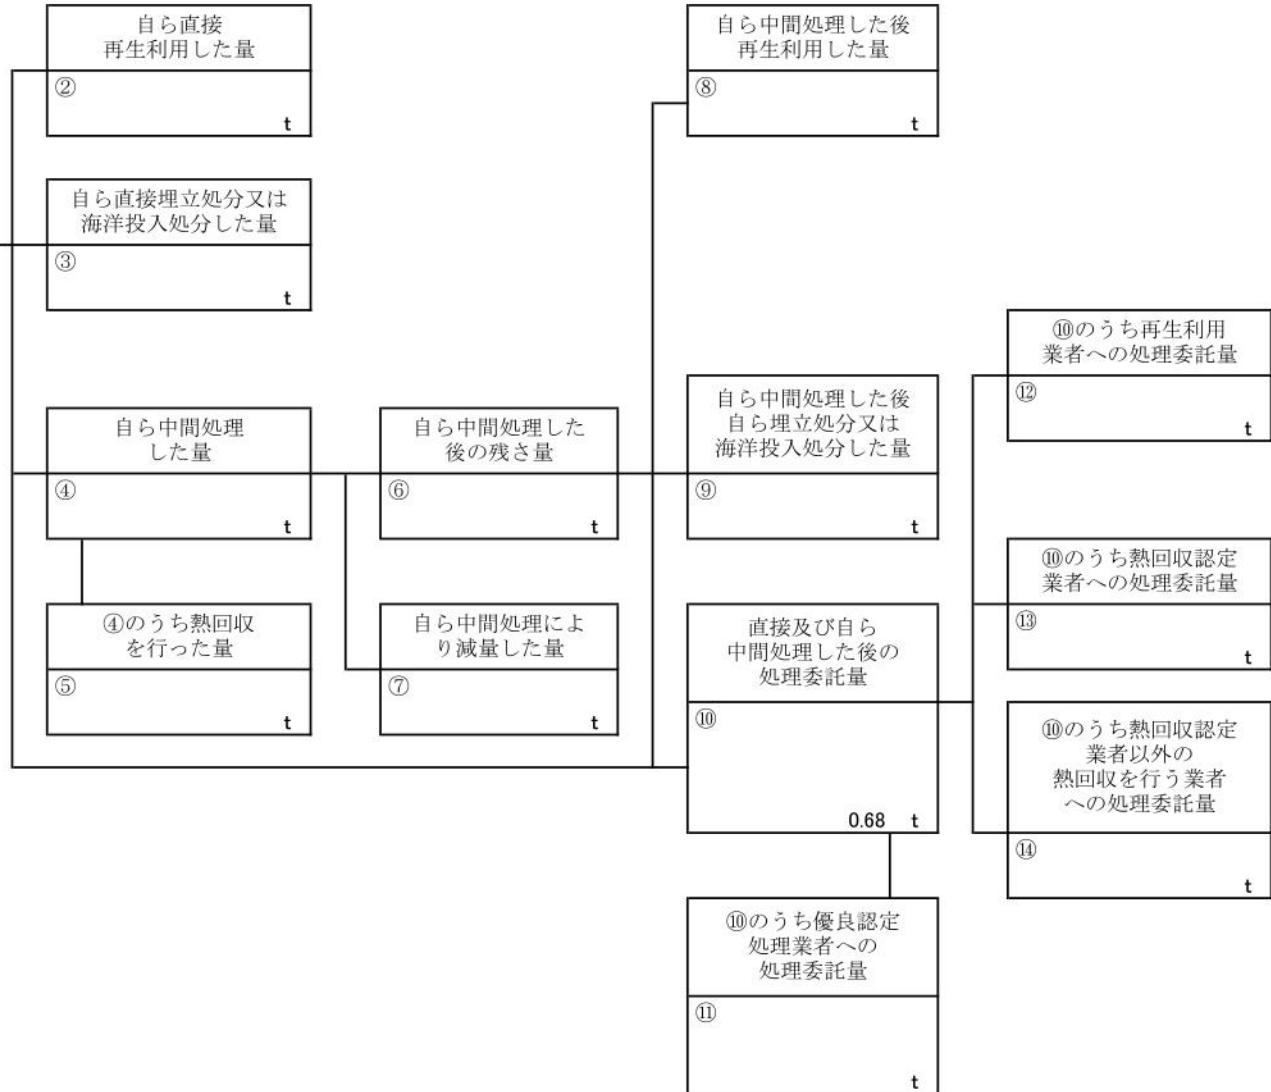 自ら直接
再生利用した量
②
t
自ら中間処理した後
再生利用した量
⑧
t
自ら直接埋立処分又は
海洋投入処分した量
③
t
⑩のうち再生利用
業者への処理委託量
⑫
t
自ら中間処理
した量
④
t
自ら中間処理した
後の残さ量
⑥
t
自ら中間処理した後
自ら埋立処分又は
海洋投入処分した量
⑨
t
⑩のうち熱回収認定
業者への処理委託量
⑬
t
④のうち熱回収
を行った量
⑤
t
自ら中間処理によ
り減量した量
⑦
t
直接及び自ら
中間処理した後の
処理委託量
⑩
0.68 t
⑩のうち熱回収認定
業者以外の
熱回収を行う業者
への処理委託量
⑭
t
⑩のうち優良認定
処理業者への
処理委託量
⑪
t